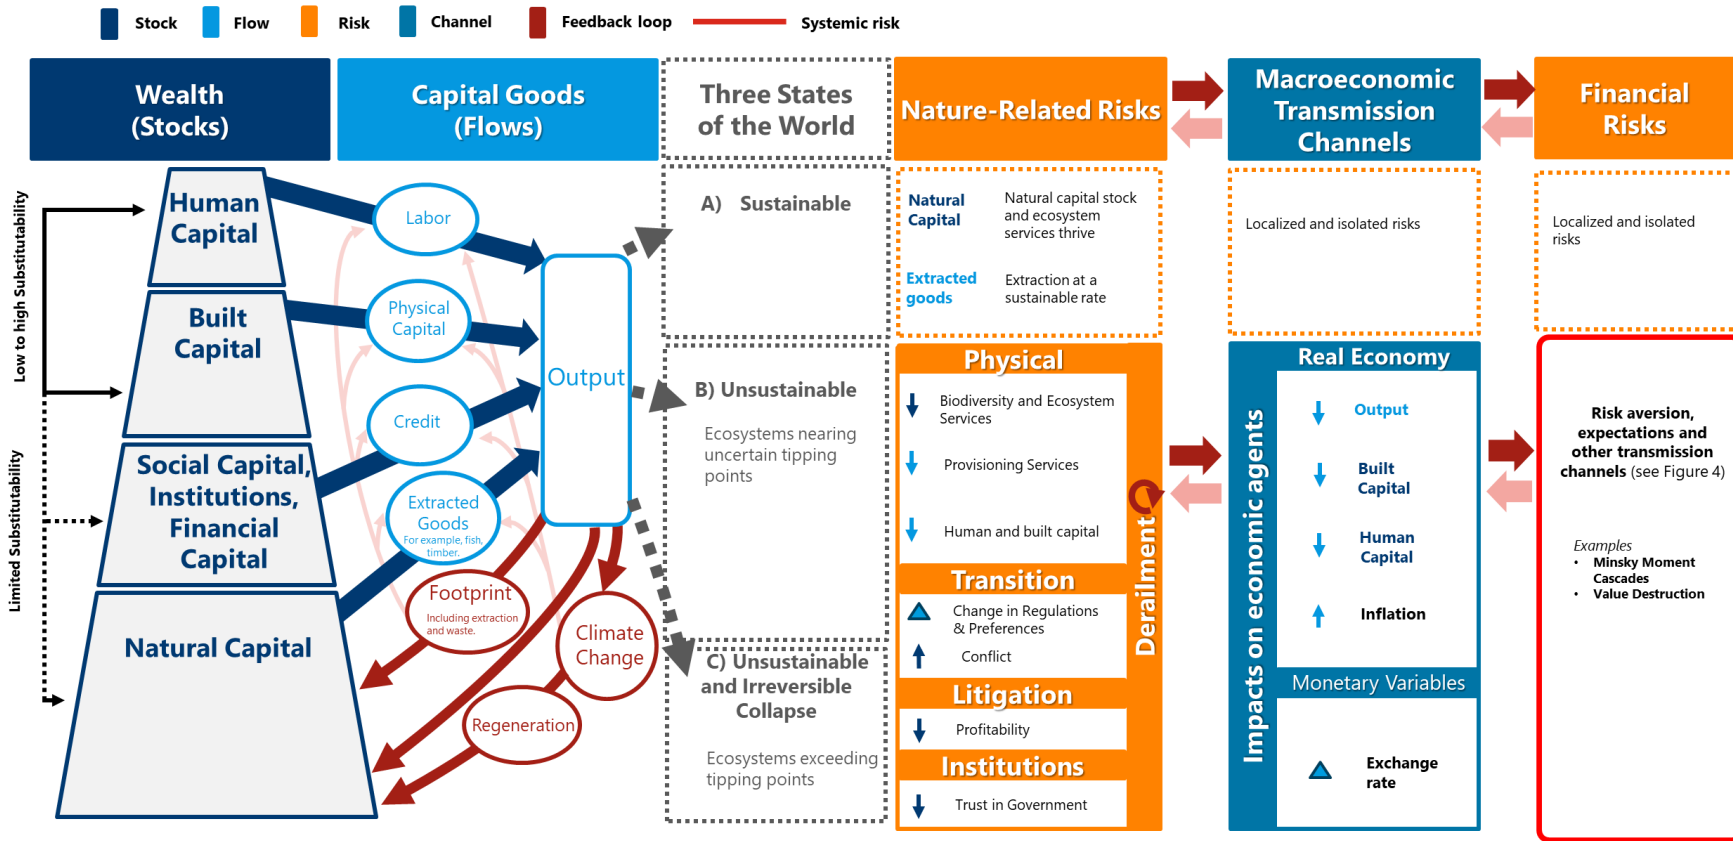 Stock
Flow
Risk
Channel
Feedback loop
Systemic risk
Wealth
(Stocks)
Capital Goods
(Flows)
Three States
of the World
Nature-Related Risks
Macroeconomic
Transmission
Channels
Financial
Risks
Low to high Substitutability
Limited Substitutability
Human
Capital
Built
Capital
Social Capital,
Institutions,
Financial
Capital
Natural Capital
Labor
Physical
Capital
Credit
Extracted
Goods
For example, fish,
timber.
Output
Footprint
Including extraction
and waste.
Climate
Change
Regeneration
A) Sustainable
B) Unsustainable
Ecosystems nearing
uncertain tipping
points
C) Unsustainable
and Irreversible
Collapse
Ecosystems exceeding
tipping points
Natural
Capital
Natural capital stock
and ecosystem
services thrive
Extracted
goods
Extraction at a
sustainable rate
Physical
Biodiversity and Ecosystem
Services
Provisioning Services
Human and built capital
Transition
Change in Regulations
& Preferences
Conflict
Litigation
Profitability
Institutions
Trust in Government
Derailment
Localized and isolated risks
Impacts on economic agents
Real Economy
Output
Built
Capital
Human
Capital
Inflation
Monetary Variables
Exchange
rate
Localized and isolated
risks
Risk aversion,
expectations and
other transmission
channels (see Figure 4)
Examples
• Minsky Moment
Cascades
• Value Destruction